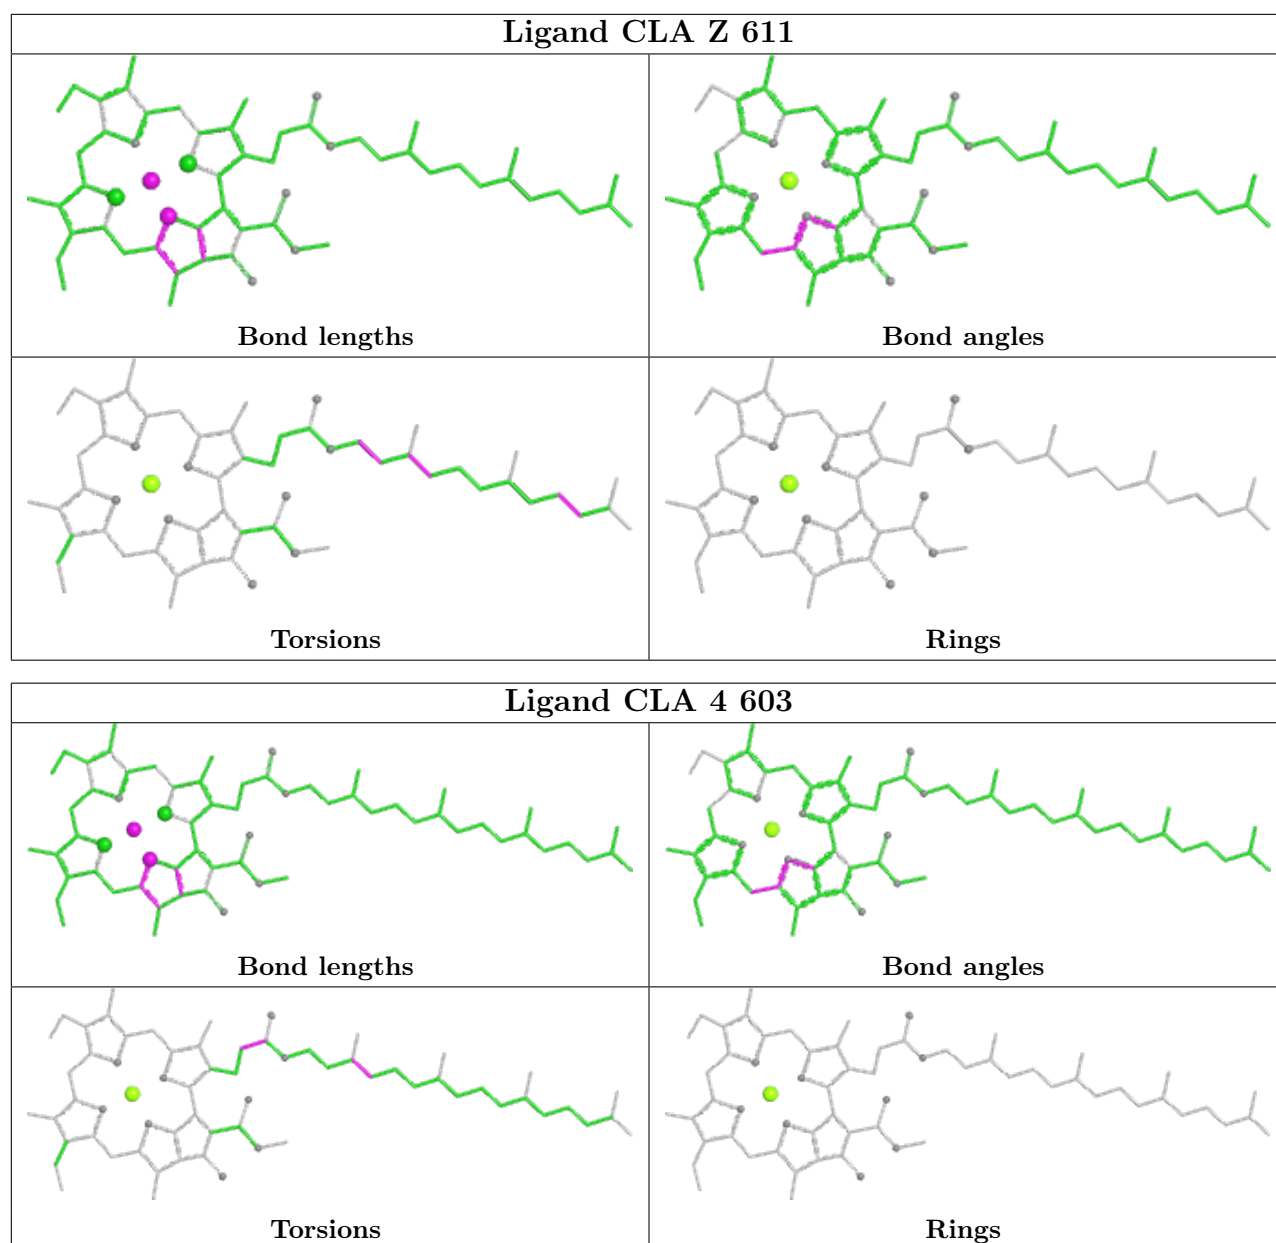 Ligand CLA Z 611
Bond lengths
Bond angles
Torsions
Rings
Ligand CLA 4 603
Bond lengths
Bond angles
Torsions
Rings